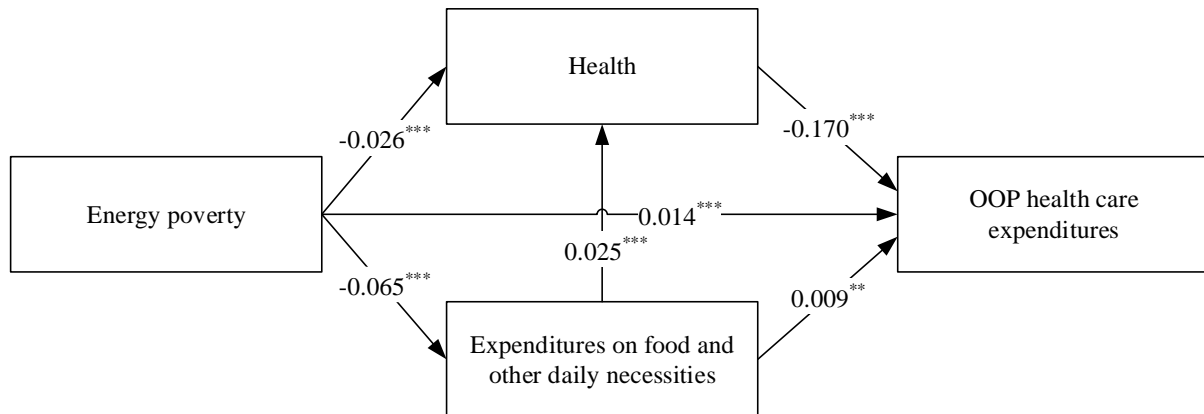 Health
-0.026***
-0.170***
Energy poverty
0.014***
OOP health care
expenditures
0.025***
-0.065***
0.009**
Expenditures on food and
other daily necessities